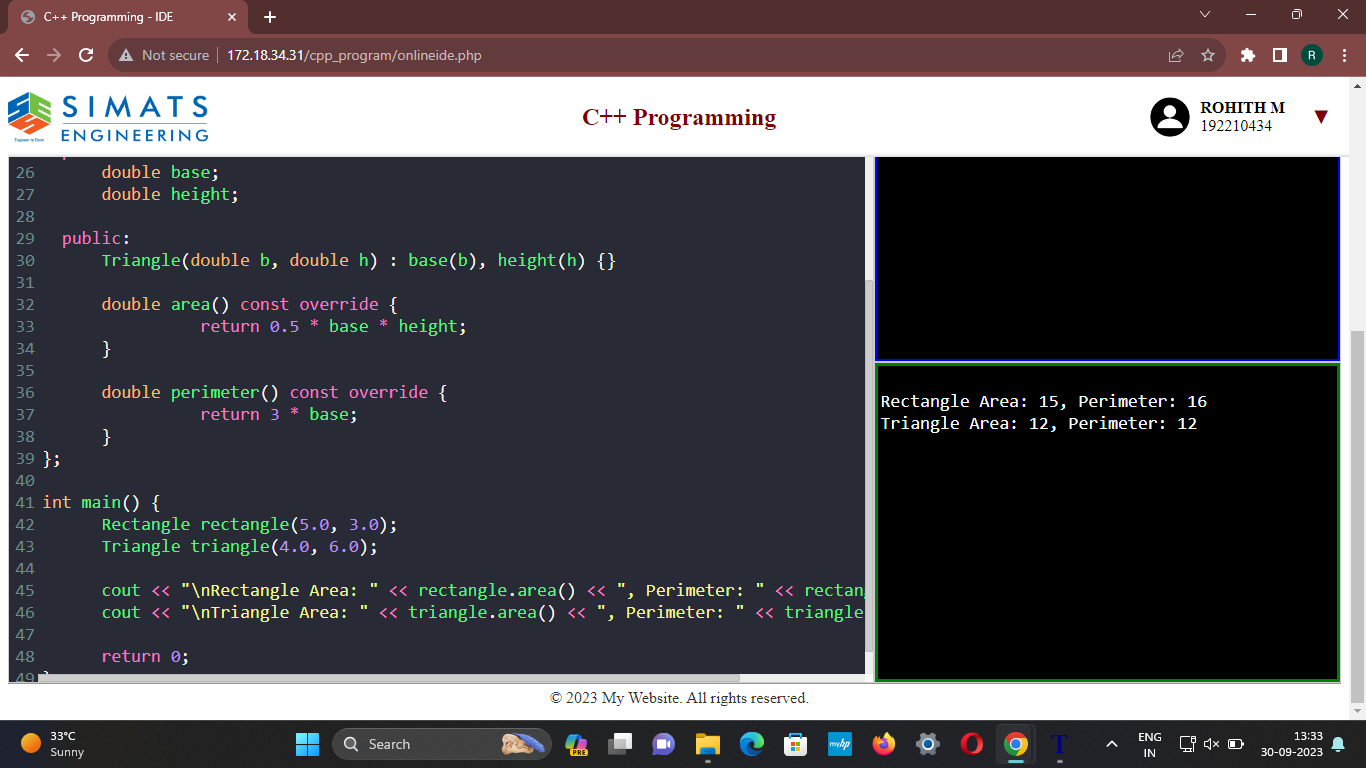 C++ Programming - IDE
Not secure
172.18.34.31/cpp_program/onlineide.php
R
SIMATS
ENGINEERING
Engineer to Excel
C++ Programming
ROHITH M
192210434
26 double base;
27 double height;
28
29 public:
30 Triangle(double b, double h) : base(b), height(h) {}
31
32 double area() const override {
33 return 0.5 * base * height;
34 }
35
36 double perimeter() const override {
37 return 3 * base;
38 }
39 };
40
41 int main() {
42 Rectangle rectangle(5.0, 3.0);
43 Triangle triangle(4.0, 6.0);
44
45 cout << "\nRectangle Area: " << rectangle.area() << ", Perimeter: " << rectan
46 cout << "\nTriangle Area: " << triangle.area() << ", Perimeter: " << triangle
47
48 return 0;
49
Rectangle Area: 15, Perimeter: 16
Triangle Area: 12, Perimeter: 12
© 2023 My Website. All rights reserved.
33°C
Sunny
Search
PRE
myhp
T
ENG
IN
13:33
30-09-2023